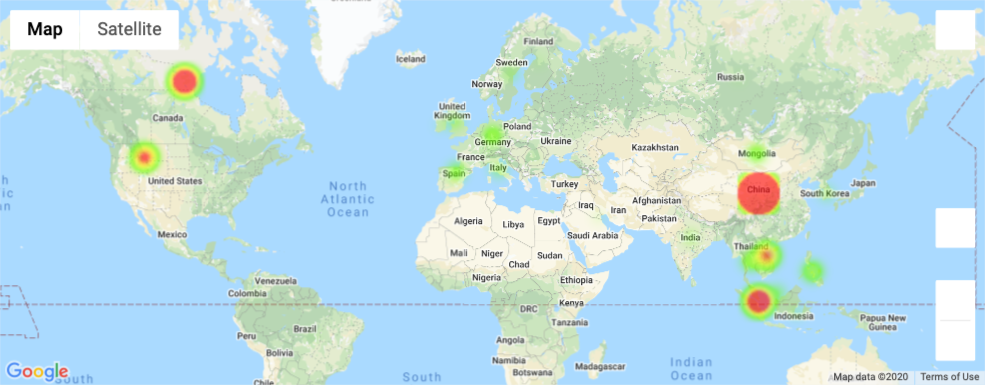 Map
Satellite
Iceland
Finland
Sweden
Norway
Russia
Canada
United
Kingdom
Poland
Germany
Ukraine
Kazakhstan
Mongolia
France
Italy
Spain
United States
North
Atlantic
Ocean
Turkey
China
South Korea
Japan
Iraq
Iran
Afghanistan
Pakistan
Algeria
Libya
Egypt
Mexico
Saudi Arabia
India
Thailand
Mali
Niger
Sudan
Chad
Nigeria
Ethiopia
Venezuela
Colombia
Kenya
DRC
Indonesia
Papua New
Guinea
Tanzania
Brazil
Peru
Angola
Bolivia
Namibia
Botswana
Madagascar
Indian
Ocean
Chile
South
South
Google
Map data ©2020
Terms of Use